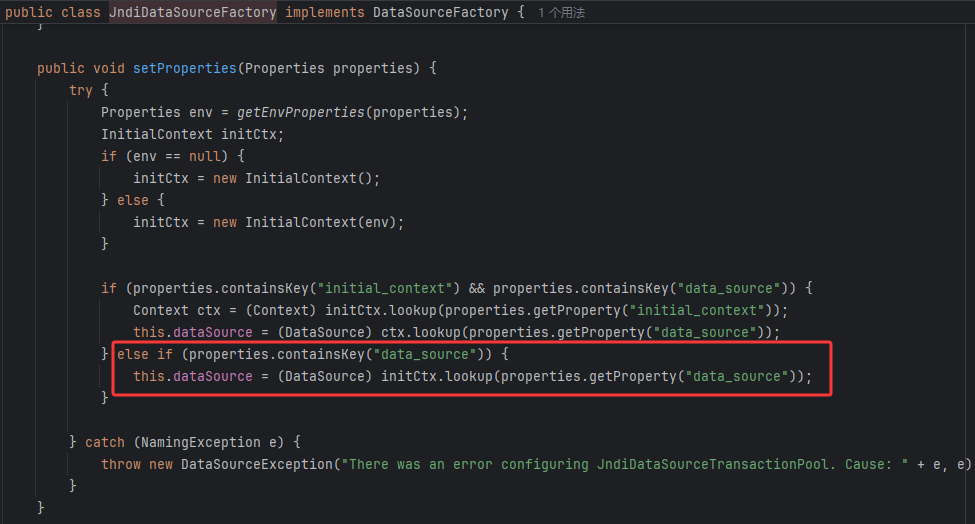 public class JndiDataSourceFactory implements DataSourceFactory { 1 个用法
}
public void setProperties(Properties properties) {
try {
Properties env = getEnvProperties(properties);
InitialContext initCtx;
if (env == null) {
initCtx = new InitialContext();
} else {
initCtx = new InitialContext(env);
}
if (properties.containsKey("initial_context") && properties.containsKey("data_source")) {
Context ctx = (Context) initCtx.lookup(properties.getProperty("initial_context"));
this.dataSource = (DataSource) ctx.lookup(properties.getProperty("data_source"));
} else if (properties.containsKey("data_source")) {
this.dataSource = (DataSource) initCtx.lookup(properties.getProperty("data_source"));
}
} catch (NamingException e) {
throw new DataSourceException("There was an error configuring JndiDataSourceTransactionPool. Cause: " + e, e)
}
}